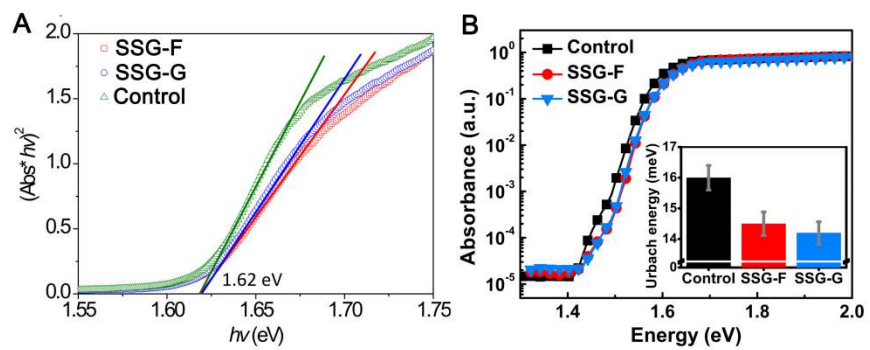 A
2.0
1.5
1.0
0.5
0.0
(Abs* hν)²
SSG-F
SSG-G
Control
1.62 eV
1.55 1.60 1.65 1.70 1.75
hν (eV)
B
10⁰
10⁻¹
10⁻²
10⁻³
10⁻⁴
10⁻⁵
Absorbance (a.u.)
Control
SSG-F
SSG-G
Urbach energy (meV)
17
16
15
14
0
Control SSG-F SSG-G
1.4 1.6 1.8 2.0
Energy (eV)